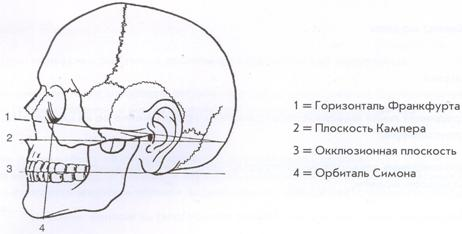 1
2
3
4
1 = Горизонталь Франкфурта
2 = Плоскость Кампера
3 = Окклюзионная плоскость
4 = Орбиталь Симона